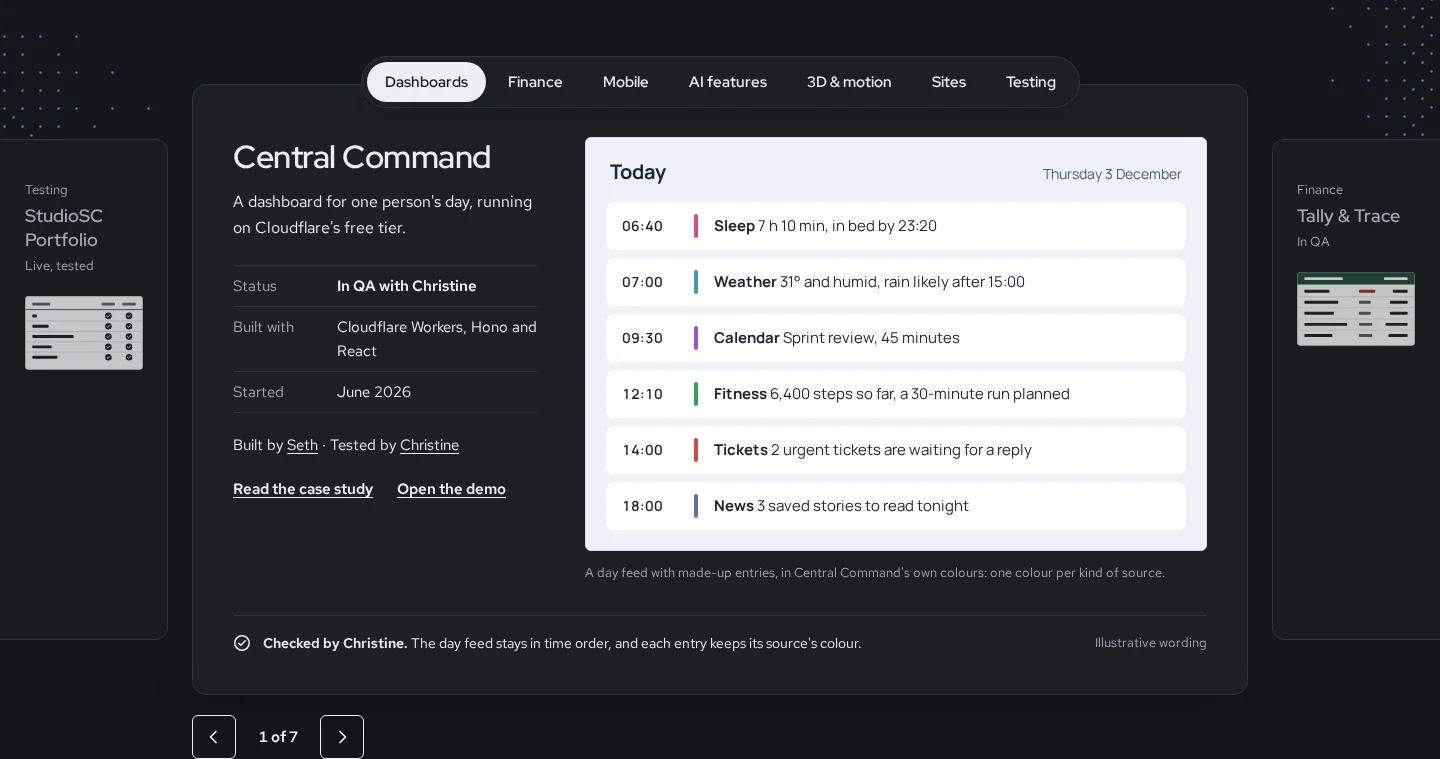 Dashboards
Finance
Mobile
AI features
3D & motion
Sites
Testing
Testing
StudioSC
Portfolio
Live, tested
Central Command
A dashboard for one person's day, running
on Cloudflare's free tier.
Status
In QA with Christine
Built with
Cloudflare Workers, Hono and
React
Started
June 2026
Built by Seth · Tested by Christine
Read the case study
Open the demo
Today
Thursday 3 December
06:40 Sleep 7 h 10 min, in bed by 23:20
07:00 Weather 31° and humid, rain likely after 15:00
09:30 Calendar Sprint review, 45 minutes
12:10 Fitness 6,400 steps so far, a 30-minute run planned
14:00 Tickets 2 urgent tickets are waiting for a reply
18:00 News 3 saved stories to read tonight
A day feed with made-up entries, in Central Command's own colours: one colour per kind of source.
Checked by Christine. The day feed stays in time order, and each entry keeps its source's colour.
Illustrative wording
Finance
Tally & Trace
In QA
1 of 7